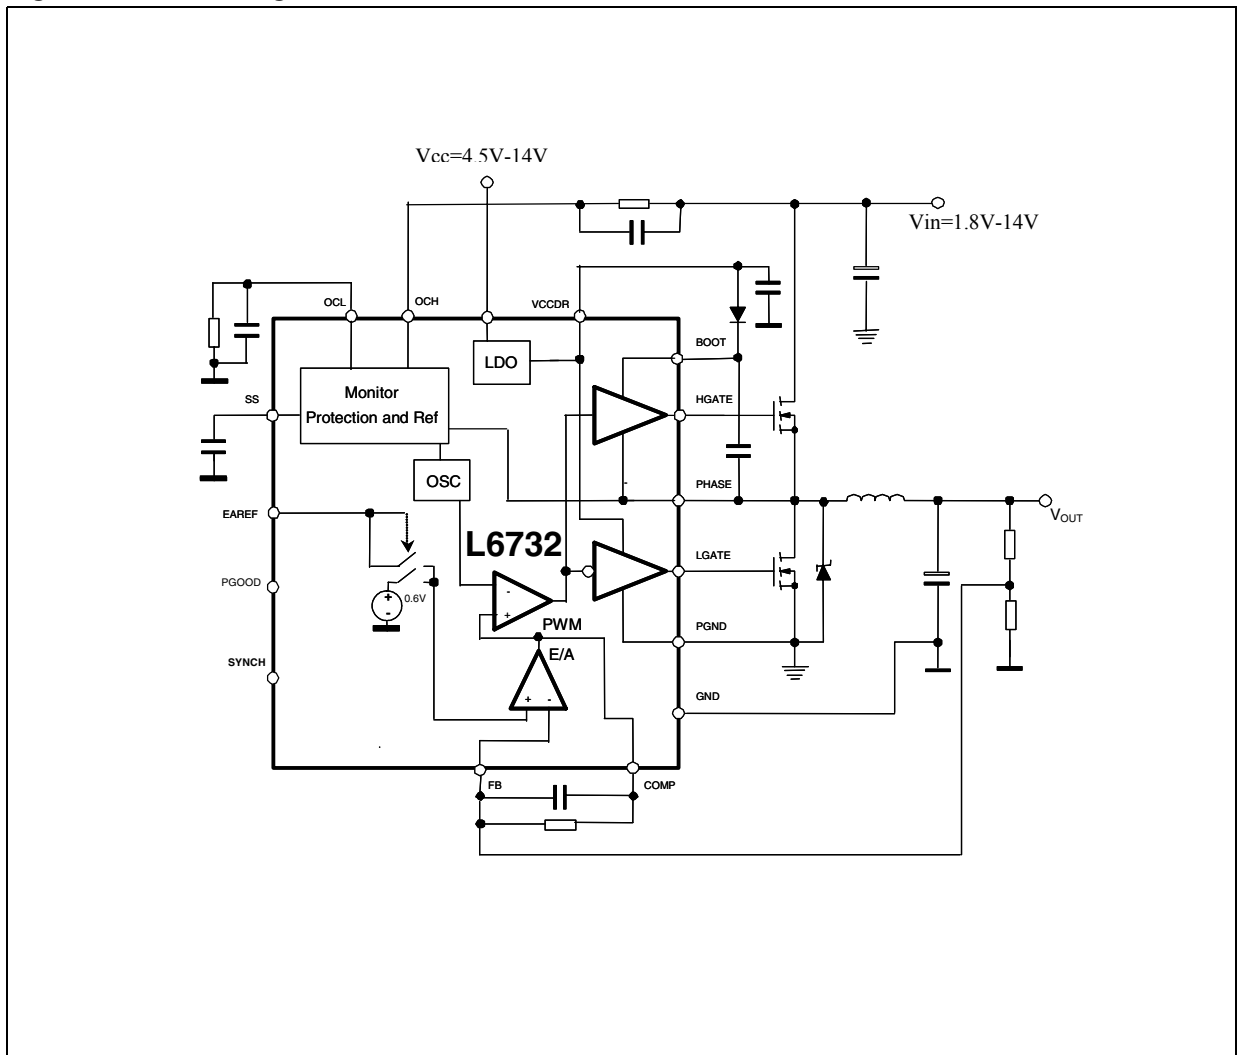 Vcc=4.5V-14V
Vin=1.8V-14V
OCL
OCH
VCCDR
LDO
BOOT
Monitor
Protection and Ref
SS
HGATE
-
OSC
PHASE
EAREF
VOUT
L6732
LGATE
PGOOD
+
-
0.6V
-
+
PWM
PGND
E/A
SYNCH
+ -
GND
FB
COMP